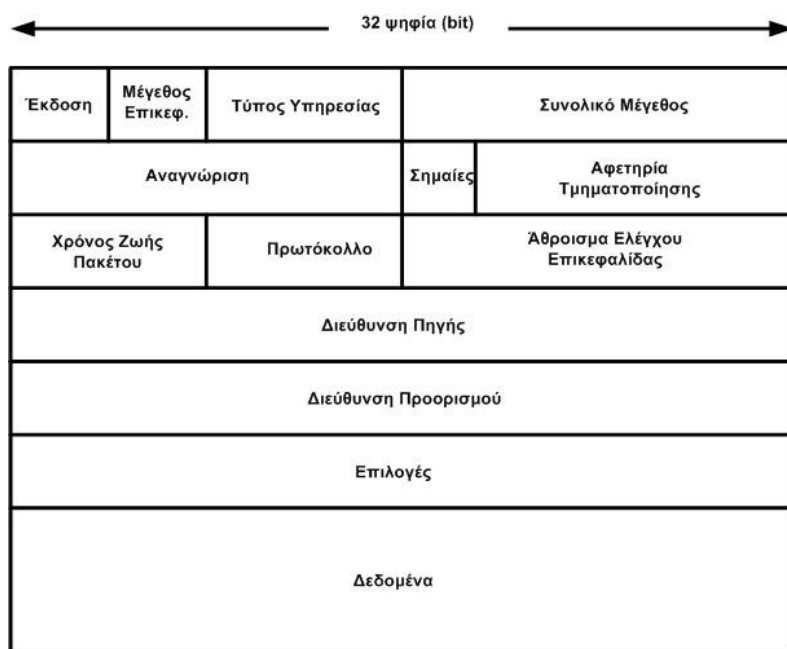 32 ψηφία (bit)
Έκδοση
Μέγεθος
Επικεφ.
Τύπος Υπηρεσίας
Συνολικό Μέγεθος
Αναγνώριση
Σημαίες
Αφετηρία
Τμηματοποίησης
Χρόνος Ζωής
Πακέτου
Πρωτόκολλο
Άθροισμα Ελέγχου
Επικεφαλίδας
Διεύθυνση Πηγής
Διεύθυνση Προορισμού
Επιλογές
Δεδομένα